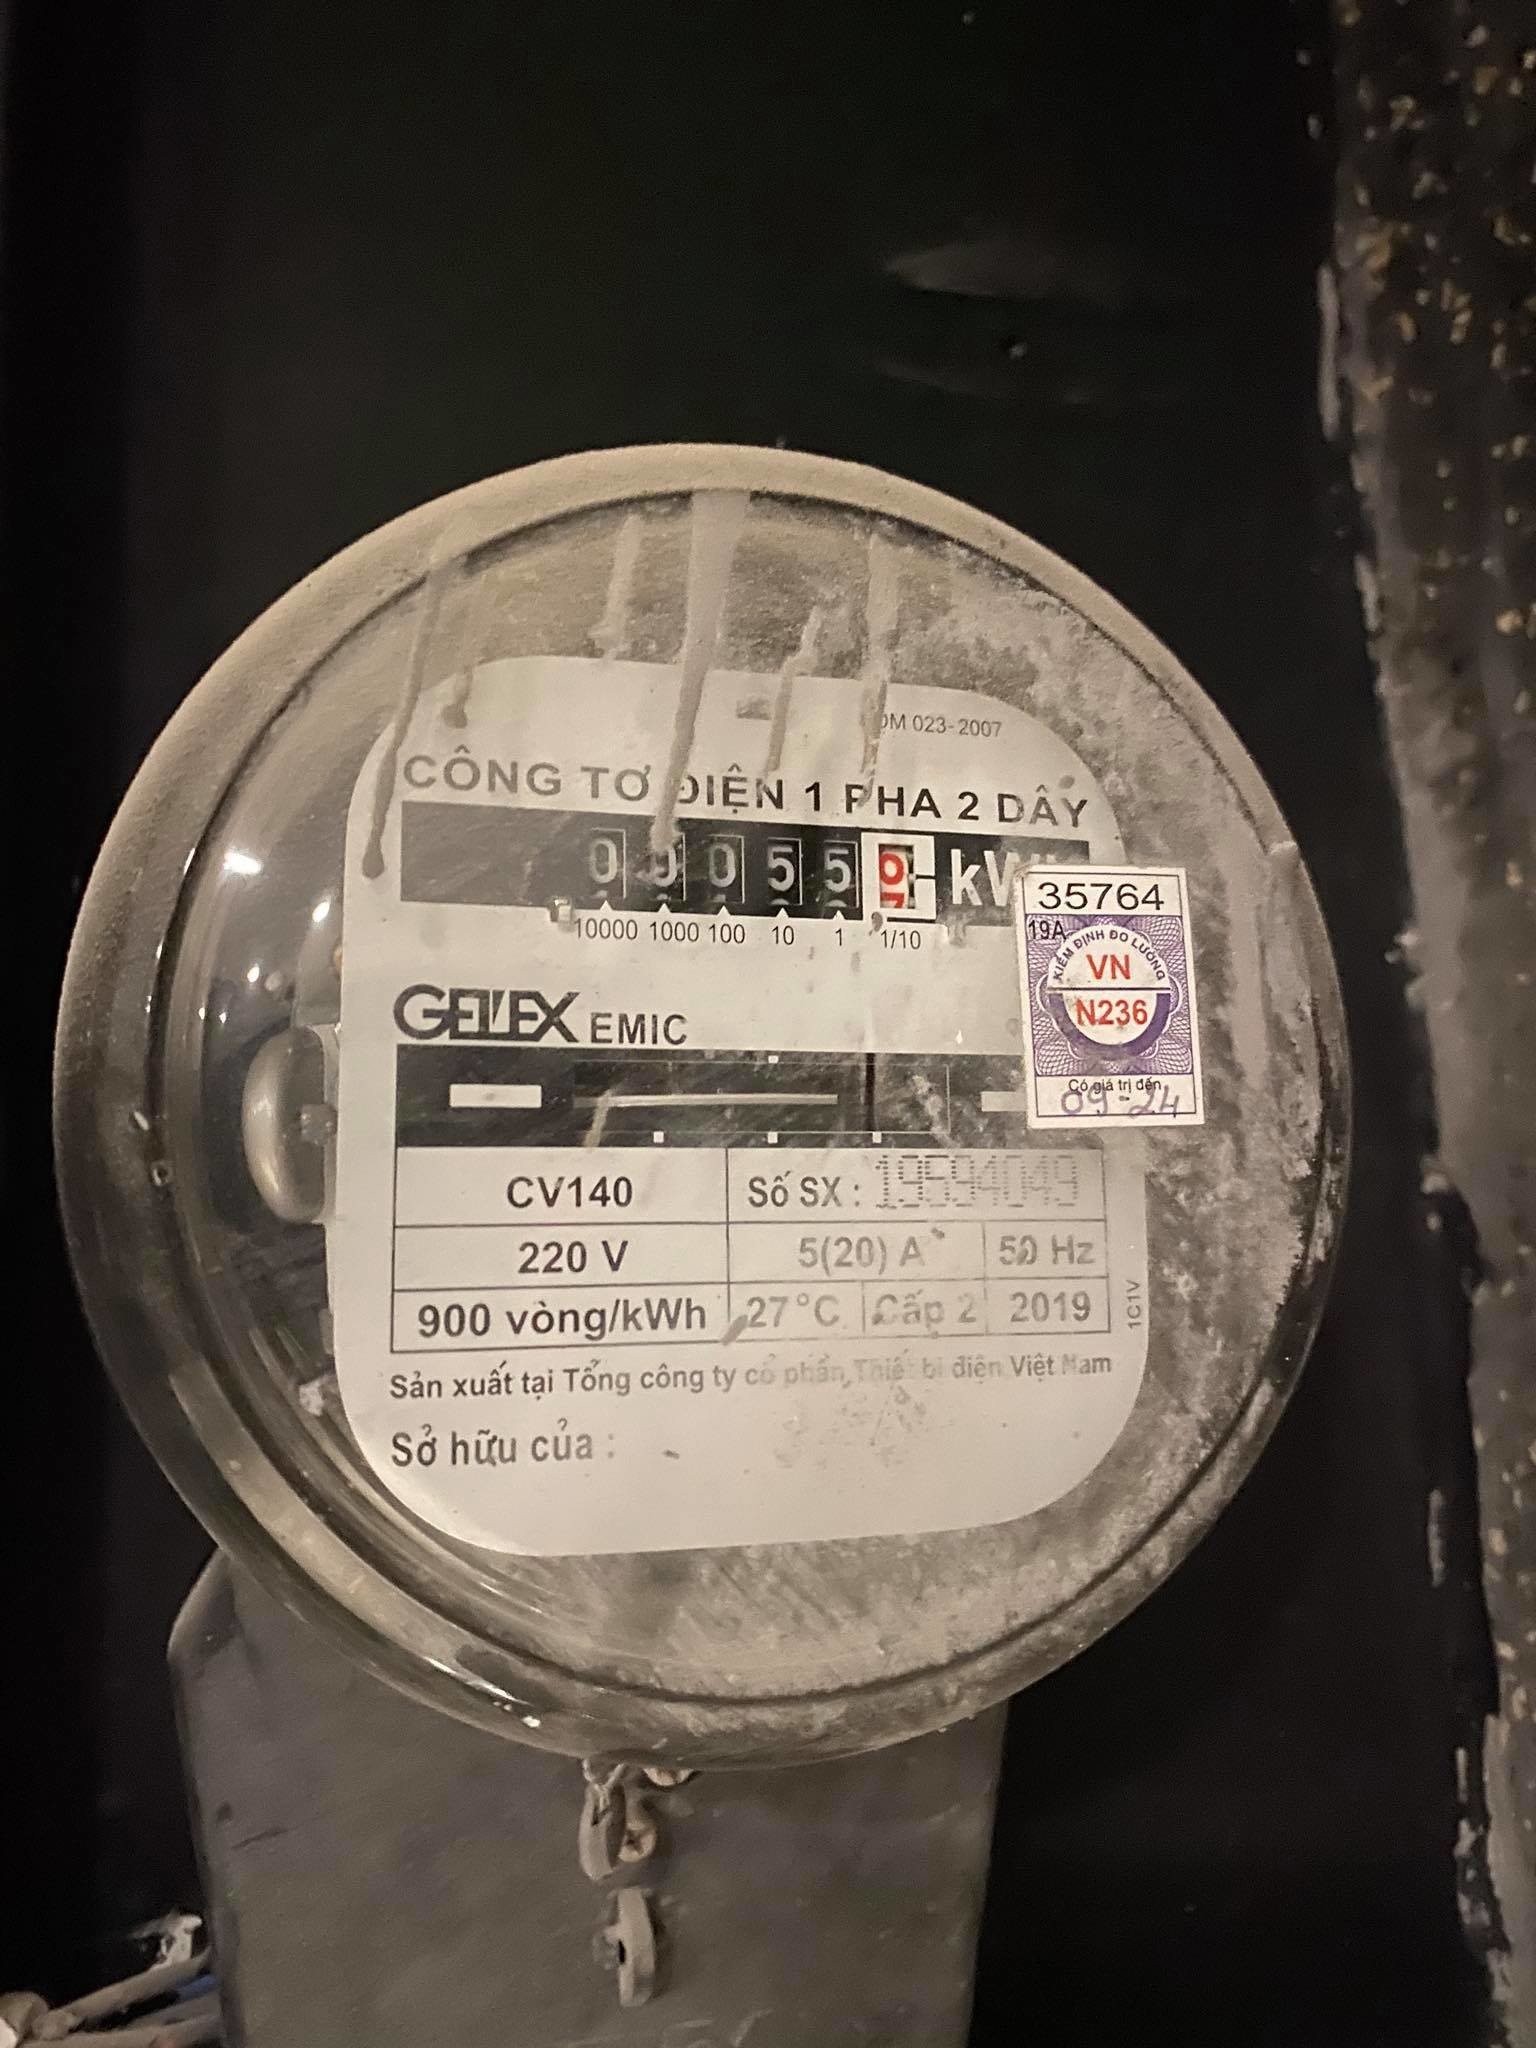 ĐM 023-2007
CÔNG TƠ ĐIỆN 1 PHA 2 DÂY
0 0 0 5 5 kWh
10000 1000 100 10 1 1/10
35764
19A
KIỂM ĐỊNH ĐO LƯỜNG
VN
N236
Có giá trị đến
09-24
GELEX EMIC
CV140 Số SX: 19694049
220 V 5(20) A 50 Hz
900 vòng/kWh 27°C Cấp 2 2019
1C1V
Sản xuất tại Tổng công ty cổ phần Thiết bị điện Việt Nam
Sở hữu của :